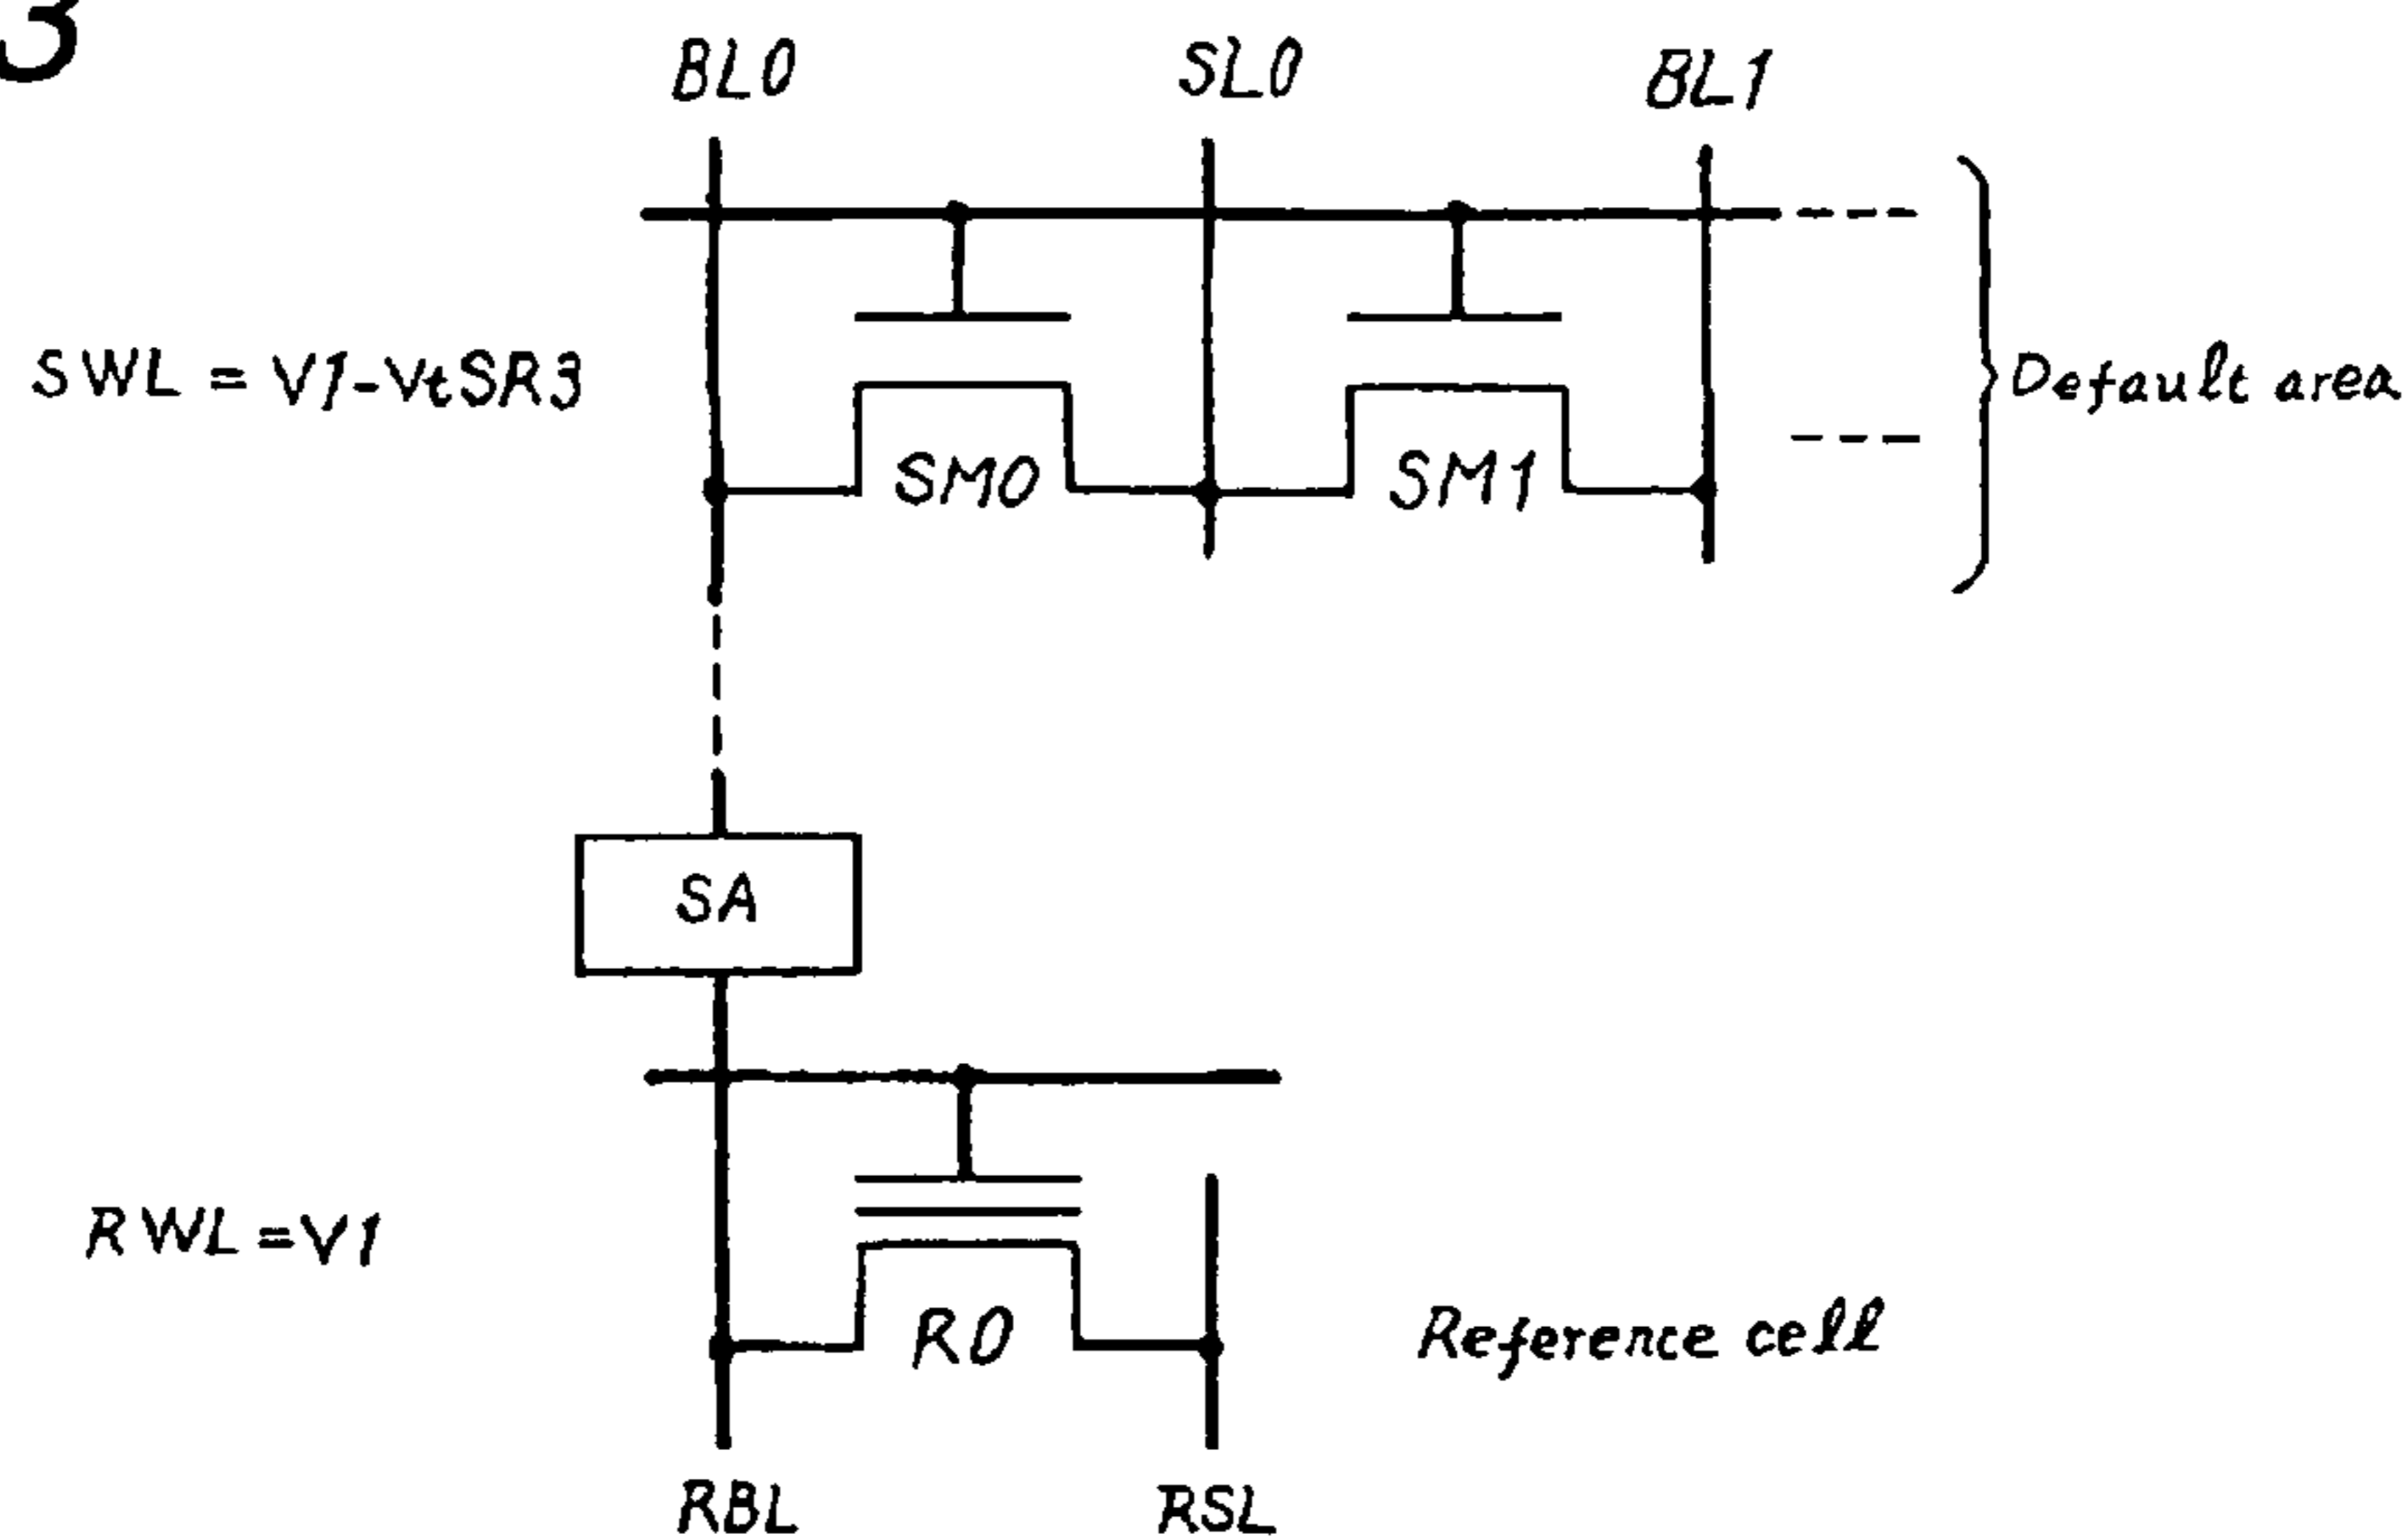 3
BL0 SL0 BL1
SWL = V1-VtSR3
Default area
SM0 SM1
SA
RWL=V1
R0
Reference cell
RBL RSL